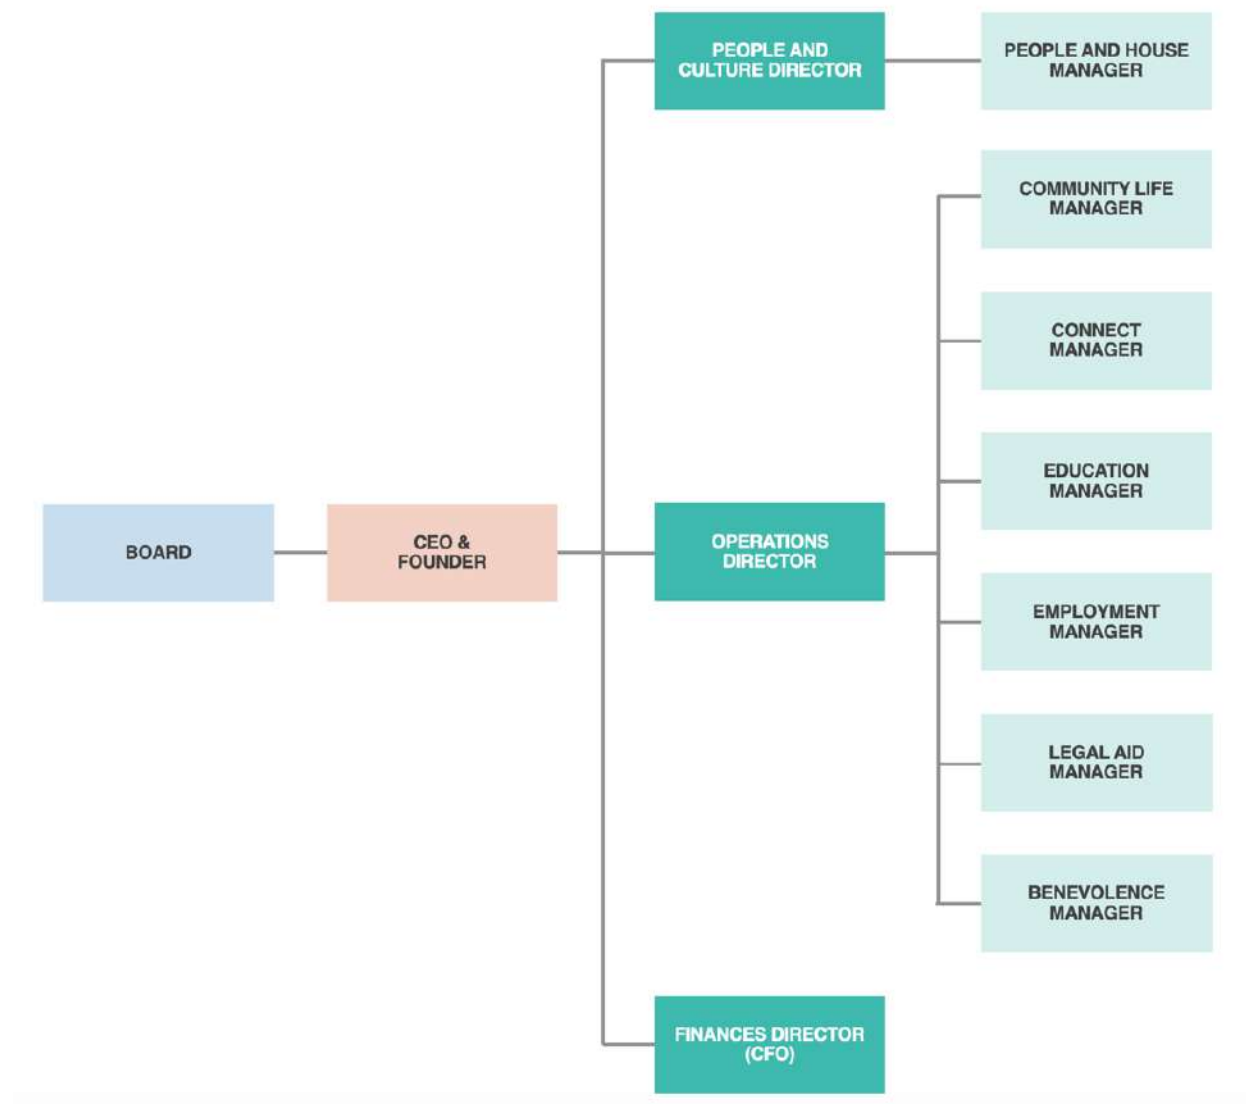 PEOPLE AND
CULTURE DIRECTOR
PEOPLE AND HOUSE
MANAGER
COMMUNITY LIFE
MANAGER
CONNECT
MANAGER
EDUCATION
MANAGER
BOARD
CEO &
FOUNDER
OPERATIONS
DIRECTOR
EMPLOYMENT
MANAGER
LEGAL AID
MANAGER
BENEVOLENCE
MANAGER
FINANCES DIRECTOR
(CFO)